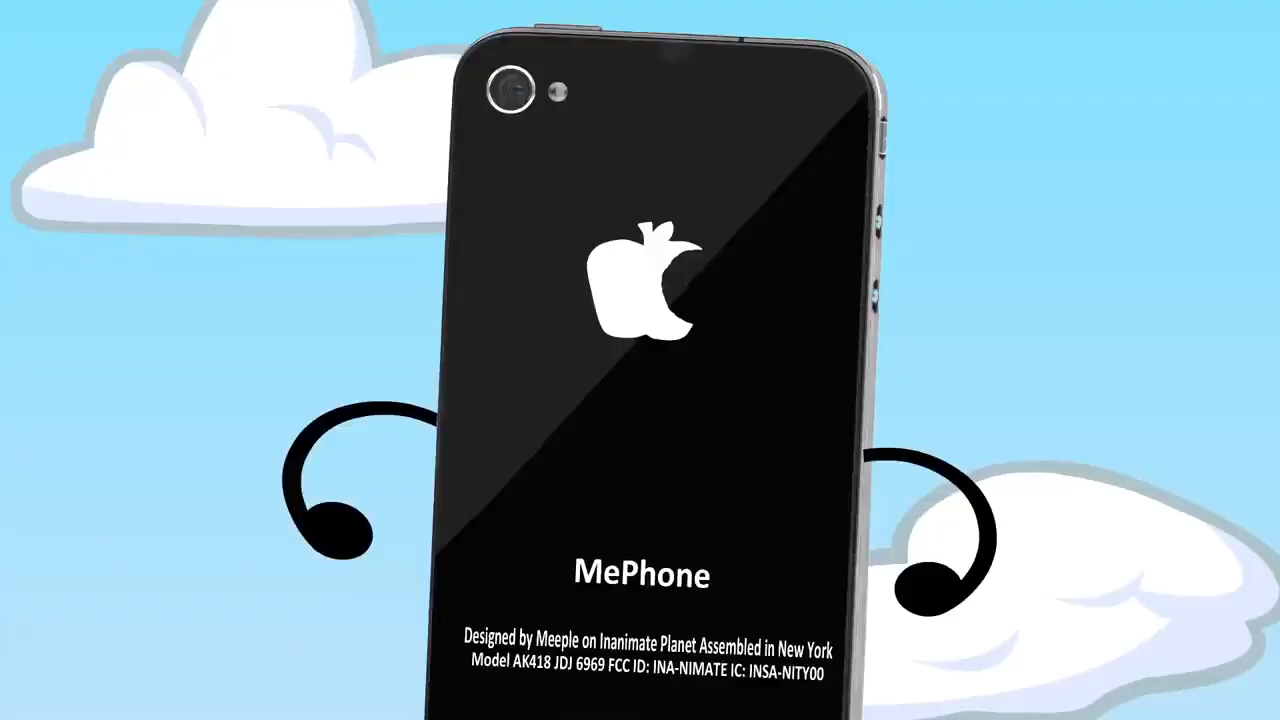 MePhone
Designed by Meeple on Inanimate Planet Assembled in New York
Model AK418 JDJ 6969 FCC ID: INA-NIMATE IC: INSA-NITY00